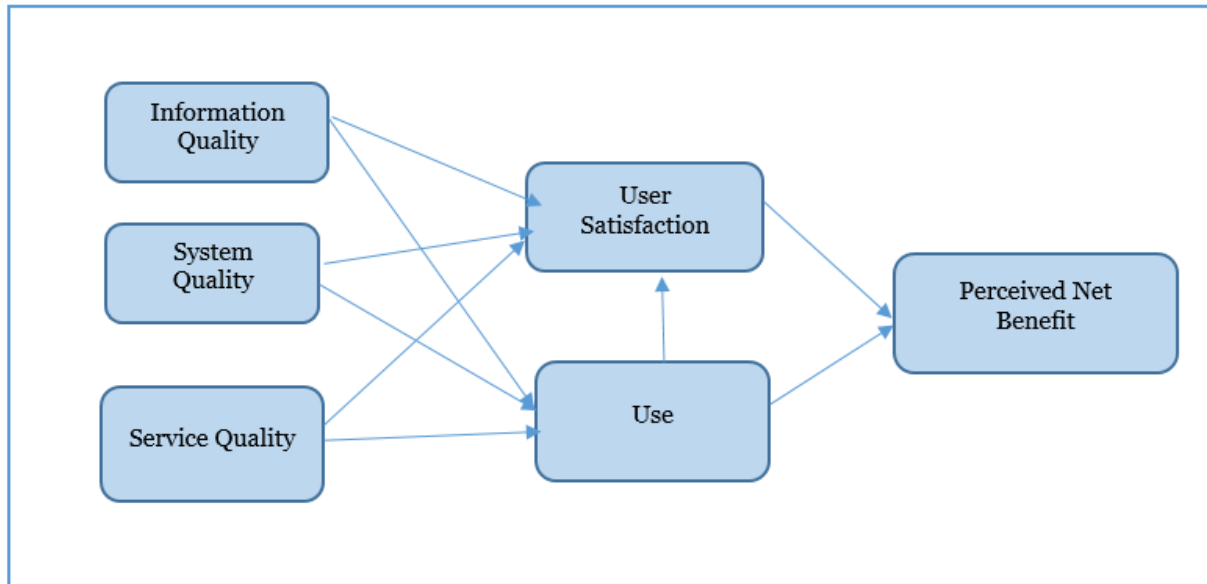 Information
Quality
System
Quality
Service Quality
User
Satisfaction
Use
Perceived Net
Benefit